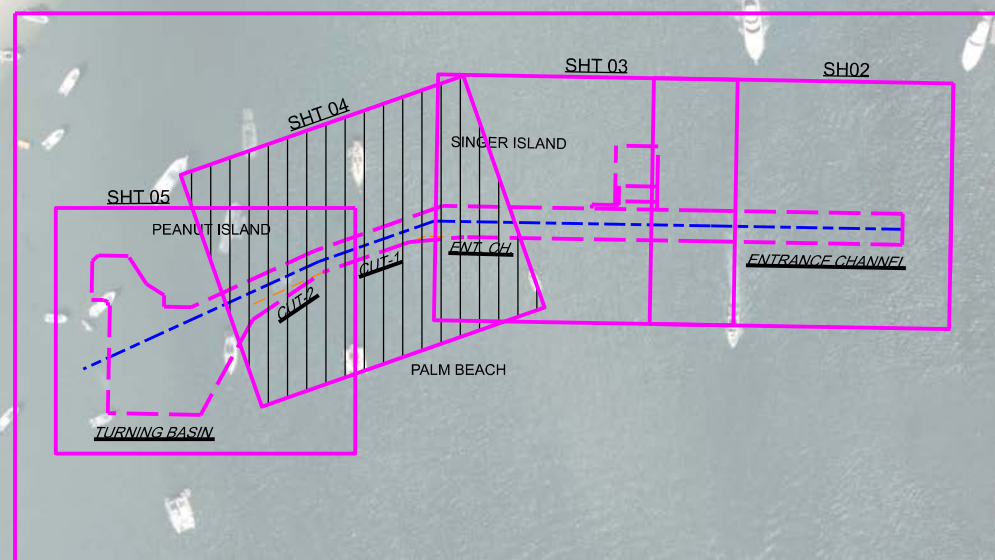 SHT 03
SH02
SHT 04
SINGER ISLAND
SHT 05
PEANUT ISLAND
ENT. CH
ENTRANCE CHANNEL
CUT-1
CUT-2
PALM BEACH
TURNING BASIN